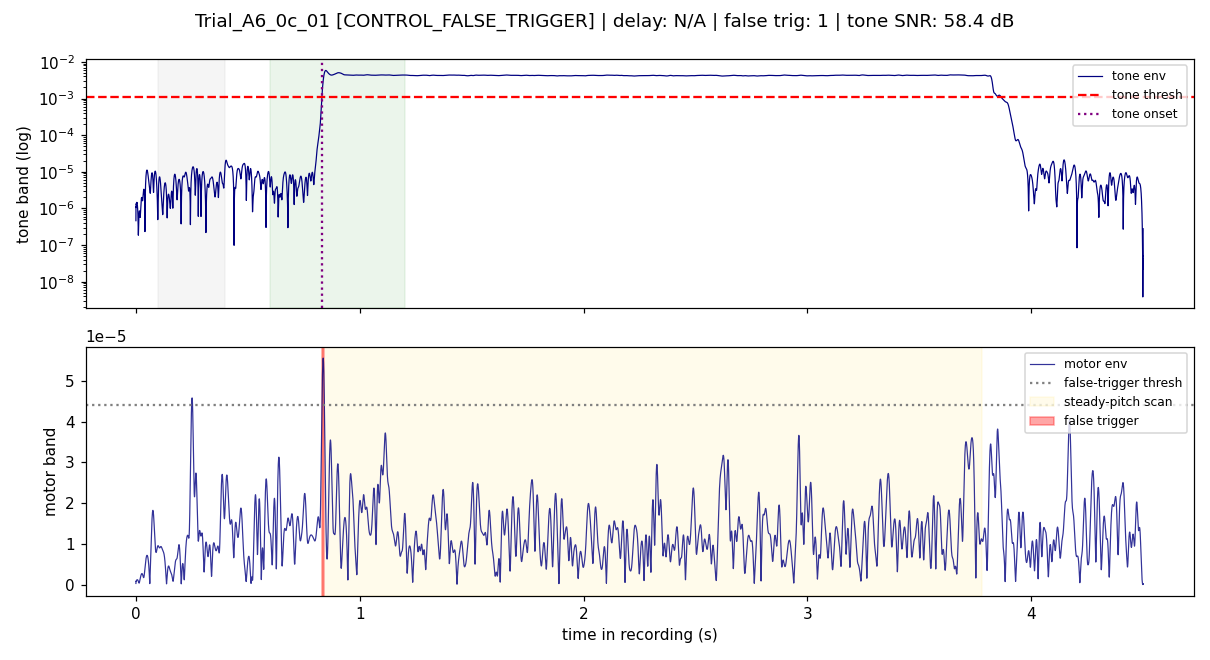 Trial_A6_0c_01 [CONTROL_FALSE_TRIGGER] | delay: N/A | false trig: 1 | tone SNR: 58.4 dB
tone band (log)
10⁻²
10⁻³
10⁻⁴
10⁻⁵
10⁻⁶
10⁻⁷
10⁻⁸
tone env
tone thresh
tone onset
1e−5
motor band
5
4
3
2
1
0
motor env
false-trigger thresh
steady-pitch scan
false trigger
0 1 2 3 4
time in recording (s)